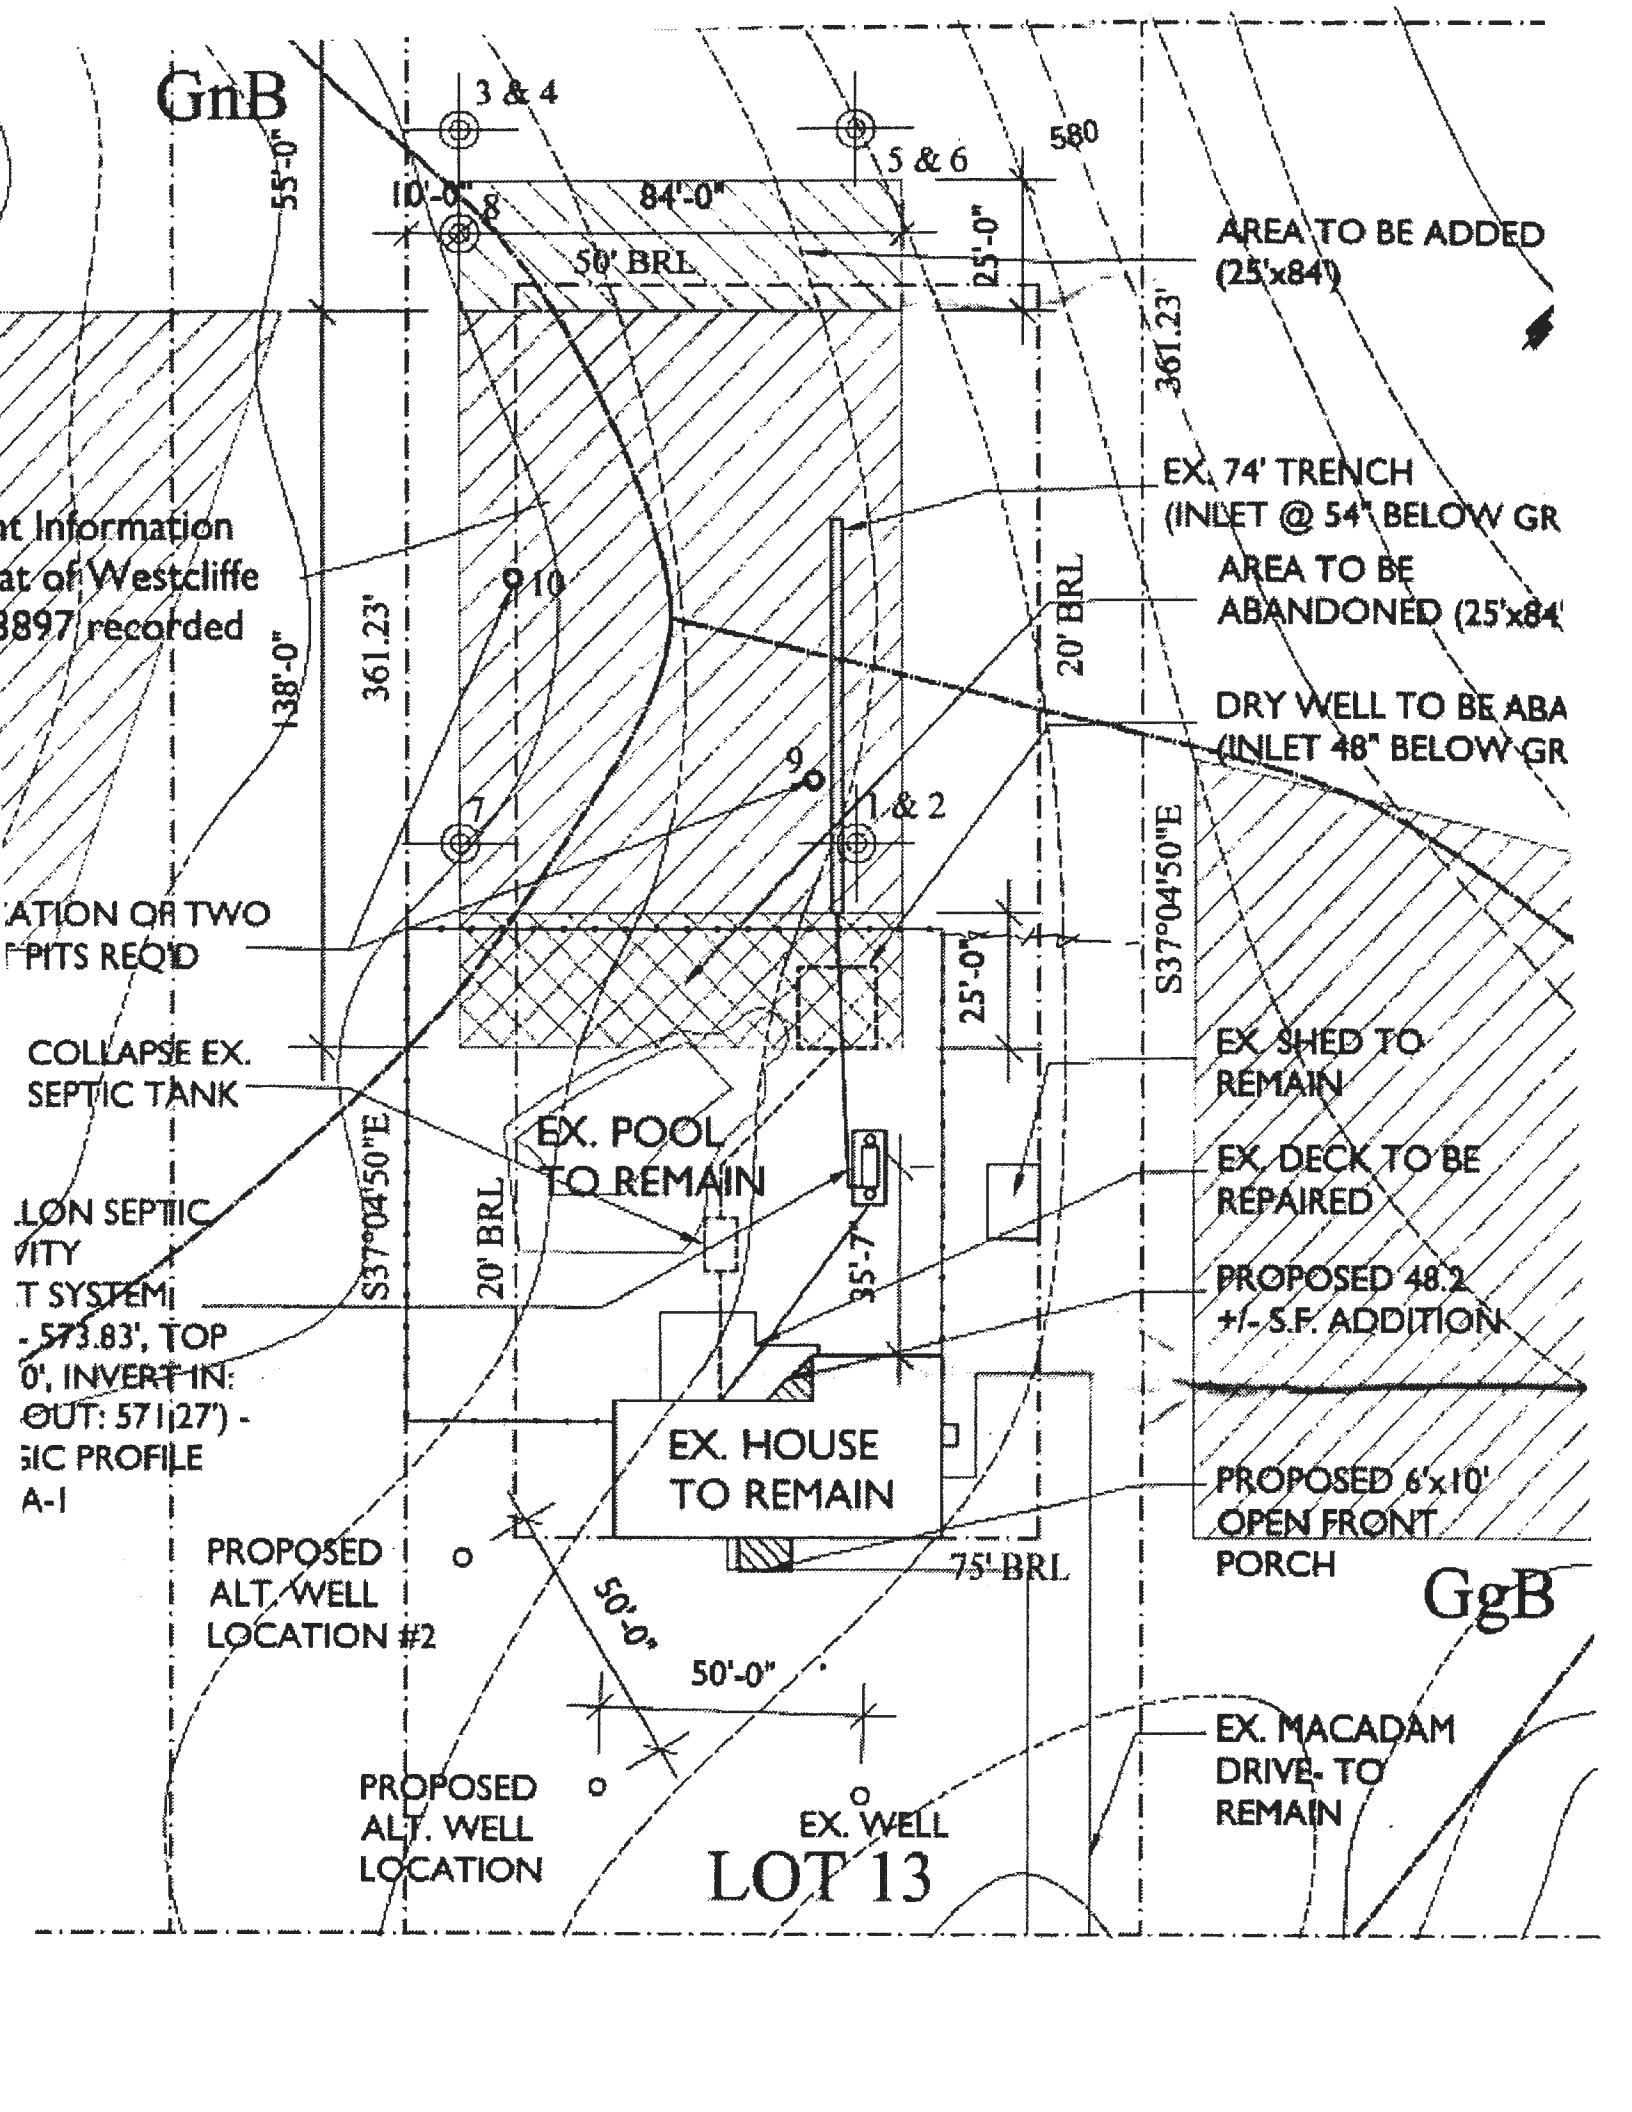 GnB
3 & 4
5 & 6
580
55'-0"
10'-0"
84'-0"
8
50' BRL
25'-0"
AREA TO BE ADDED
(25'x84')
361.23'
EX. 74' TRENCH
(INLET @ 54" BELOW GR
Information
at of Westcliffe
3897 recorded
10
AREA TO BE
ABANDONED (25'x84'
20' BRL
361.23'
138'-0"
DRY WELL TO BE ABA
(INLET 48" BELOW GR
9
7
1 & 2
S37°04'50"E
ATION OF TWO
PITS REQ'D
25'-0"
COLLAPSE EX.
SEPTIC TANK
EX. SHED TO
REMAIN
EX. POOL
TO REMAIN
S37°04'50"E
20' BRL
EX. DECK TO BE
REPAIRED
LON SEPTIC
VITY
T SYSTEM
- 573.83', TOP
0', INVERT IN:
OUT: 571.27') -
GIC PROFILE
A-1
35'-7
PROPOSED 48.2
+/- S.F. ADDITION
EX. HOUSE
TO REMAIN
PROPOSED 6'x10'
OPEN FRONT
PORCH
75' BRL
GgB
PROPOSED
ALT. WELL
LOCATION #2
50'-0"
50'-0"
EX. MACADAM
DRIVE- TO
REMAIN
PROPOSED
ALT. WELL
LOCATION
EX. WELL
LOT 13